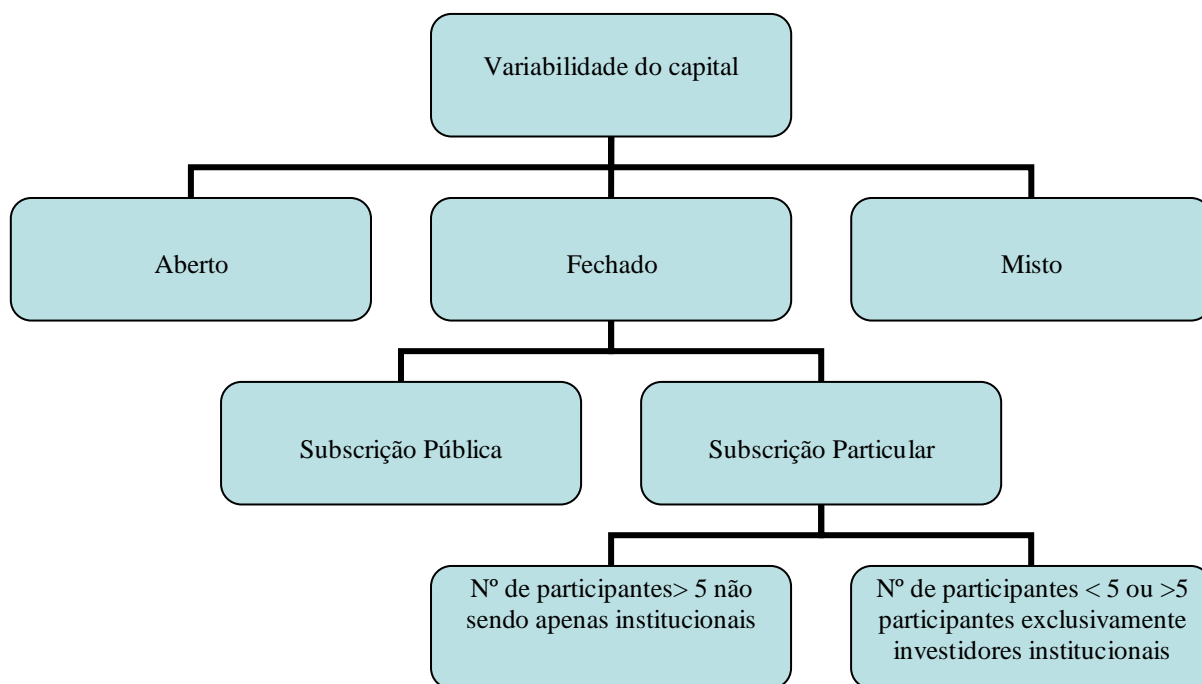 Variabilidade do capital
Aberto
Fechado
Misto
Subscrição Pública
Subscrição Particular
Nº de participantes> 5 não
sendo apenas institucionais
Nº de participantes < 5 ou >5
participantes exclusivamente
investidores institucionais